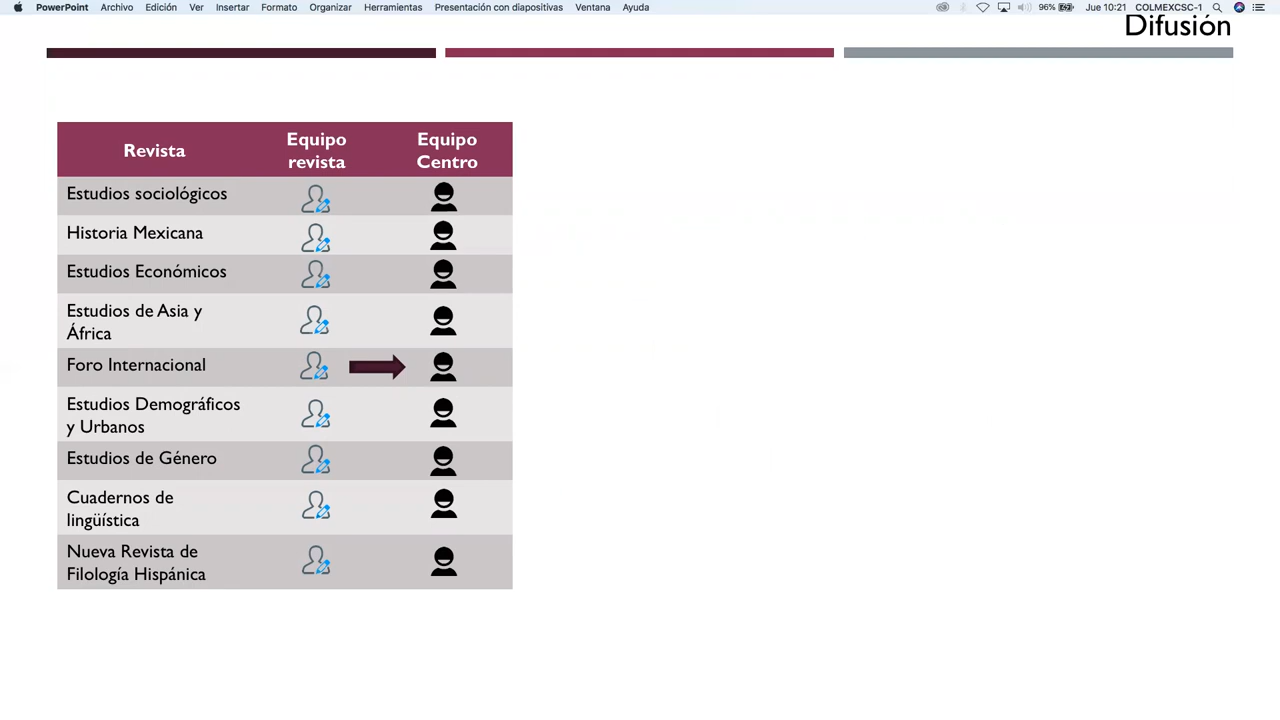 PowerPoint Archivo Edición Ver Insertar Formato Organizar Herramientas Presentación con diapositivas Ventana Ayuda 96% Jue 10:21 COLMEXCSC-1
Difusión
Revista
Equipo
revista
Equipo
Centro
Estudios sociológicos
Historia Mexicana
Estudios Económicos
Estudios de Asia y
África
Foro Internacional
Estudios Demográficos
y Urbanos
Estudios de Género
Cuadernos de
lingüística
Nueva Revista de
Filología Hispánica